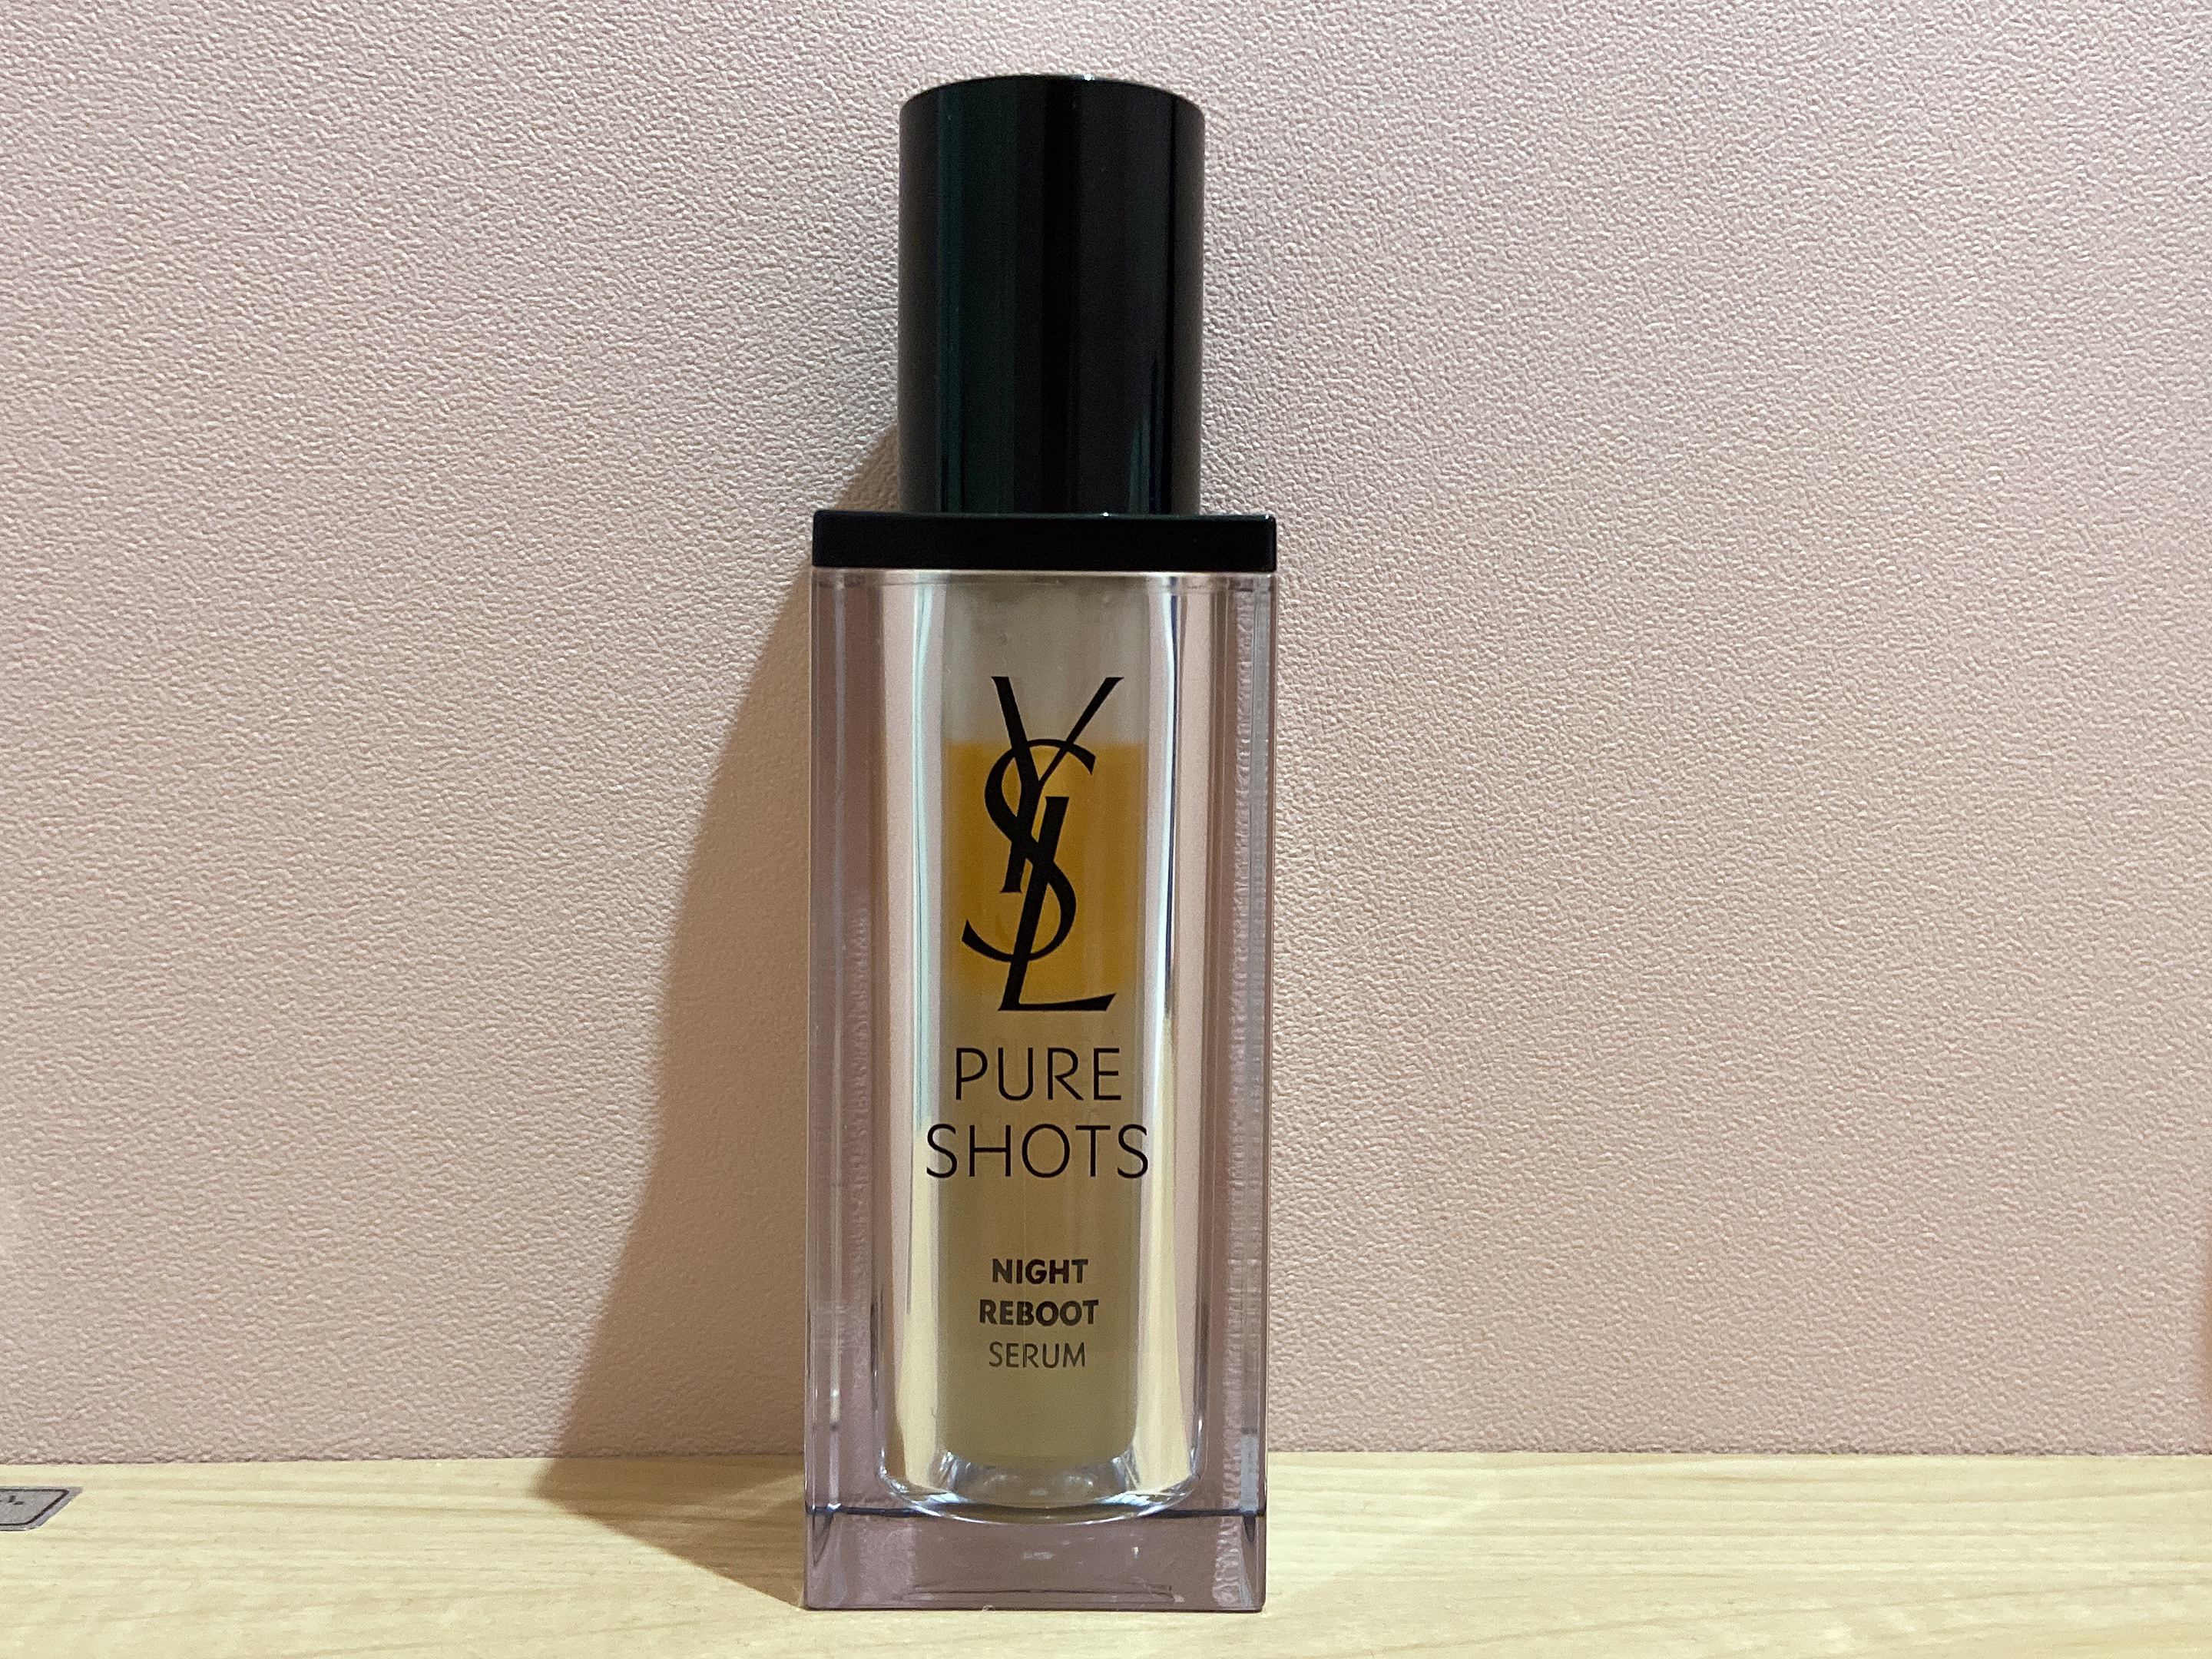 YSL
PURE
SHOTS
NIGHT
REBOOT
SERUM